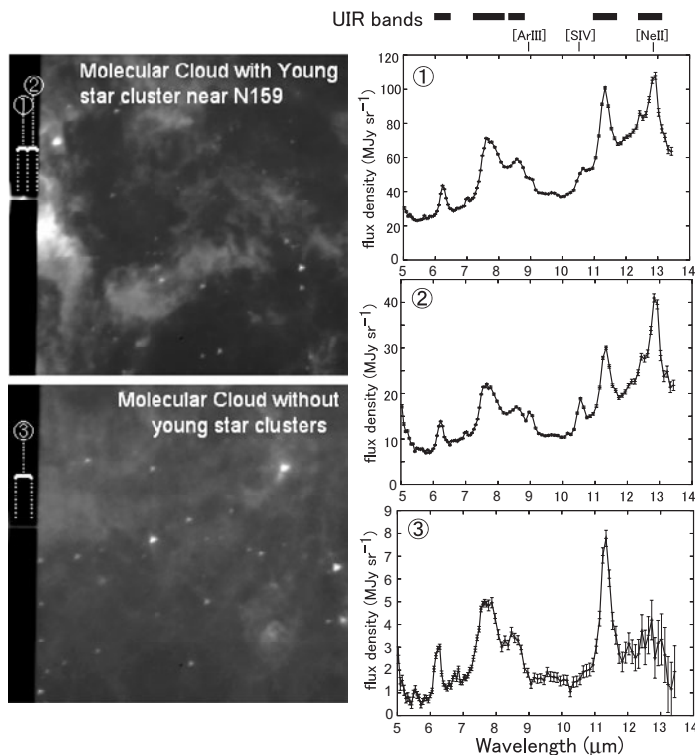 UIR bands
[ArIII] [SIV] [NeII]
Molecular Cloud with Young
star cluster near N159
① ②
Molecular Cloud without
young star clusters
③
①
120
100
80
60
40
20
0
flux density (MJy sr⁻¹)
5 6 7 8 9 10 11 12 13 14
②
40
30
20
10
0
flux density (MJy sr⁻¹)
5 6 7 8 9 10 11 12 13 14
③
9
8
7
6
5
4
3
2
1
0
flux density (MJy sr⁻¹)
5 6 7 8 9 10 11 12 13 14
Wavelength (μm)